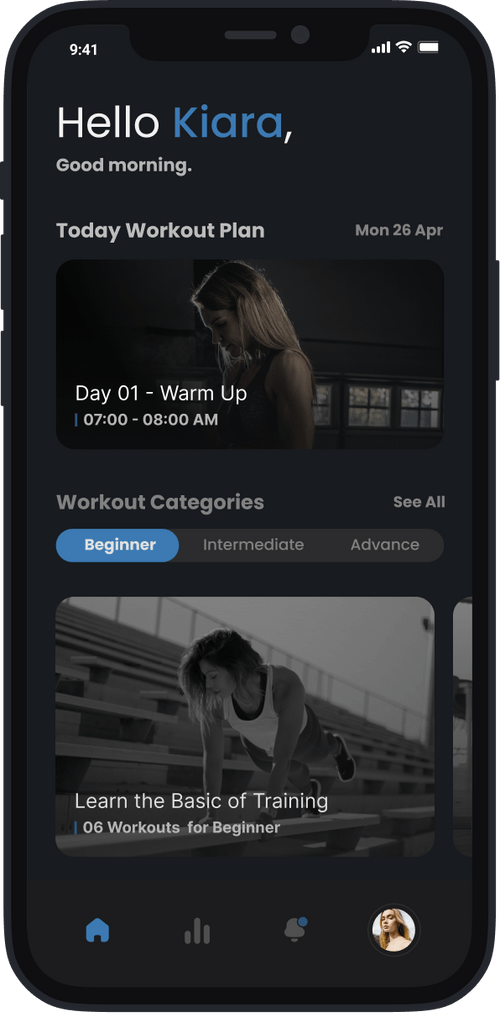 9:41
Hello Kiara,
Good morning.
Today Workout Plan
Mon 26 Apr
Day 01 - Warm Up
07:00 - 08:00 AM
Workout Categories
See All
Beginner
Intermediate
Advance
Learn the Basic of Training
06 Workouts for Beginner